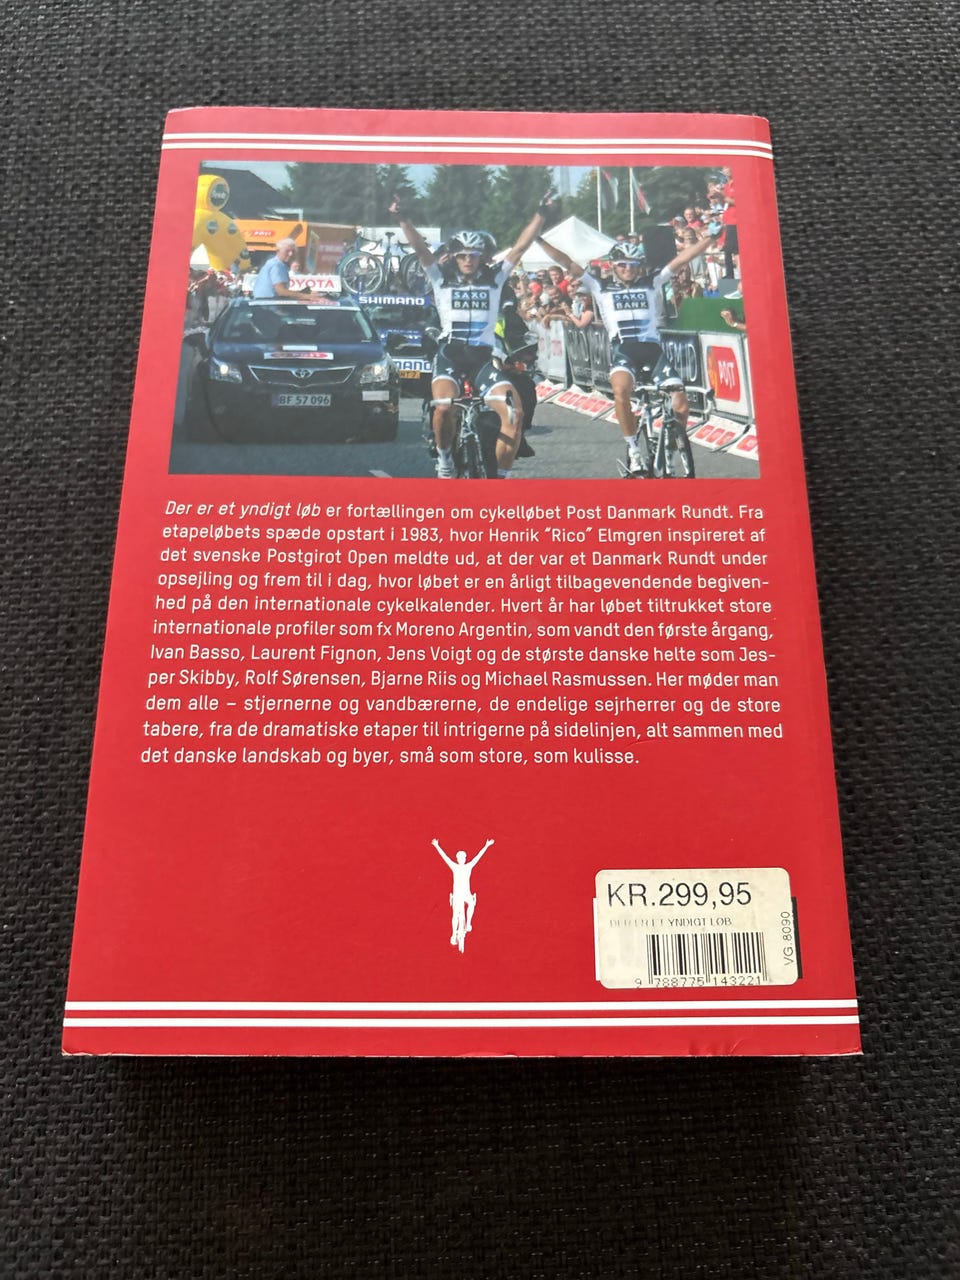 TOYOTA
SHIMANO
SAXO
BANK
SAXO
BANK
POST
BF 57 096
Der er et yndigt løb er fortællingen om cykelløbet Post Danmark Rundt. Fra
etapeløbets spæde opstart i 1983, hvor Henrik “Rico” Elmgren inspireret af
det svenske Postgirot Open meldte ud, at der var et Danmark Rundt under
opsejling og frem til i dag, hvor løbet er en årligt tilbagevendende begiven-
hed på den internationale cykelkalender. Hvert år har løbet tiltrukket store
internationale profiler som fx Moreno Argentin, som vandt den første årgang,
Ivan Basso, Laurent Fignon, Jens Voigt og de største danske helte som Jes-
per Skibby, Rolf Sørensen, Bjarne Riis og Michael Rasmussen. Her møder man
dem alle – stjernerne og vandbærerne, de endelige sejrherrer og de store
tabere, fra de dramatiske etaper til intrigerne på sidelinjen, alt sammen med
det danske landskab og byer, små som store, som kulisse.
KR.299,95
DER ER ET YNDIGT LØB
VG.8090
9 788775 143221